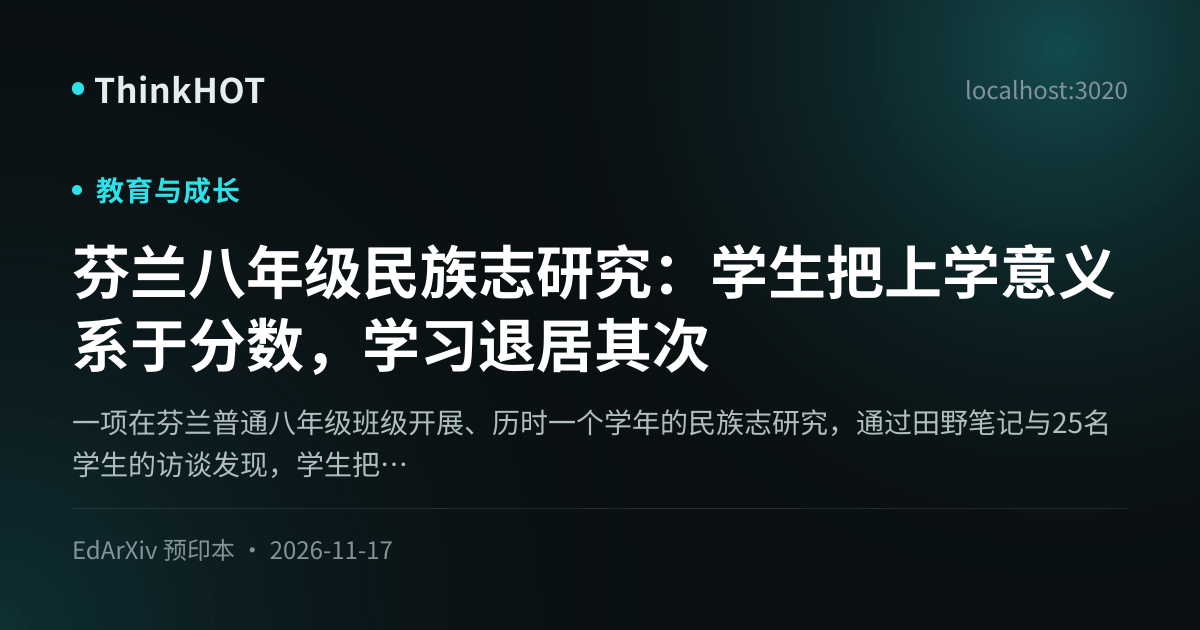 ThinkHOT
localhost:3020
教育与成长
芬兰八年级民族志研究：学生把上学意义
系于分数，学习退居其次
一项在芬兰普通八年级班级开展、历时一个学年的民族志研究，通过田野笔记与25名
学生的访谈发现，学生把…
EdArXiv 预印本 · 2026-11-17